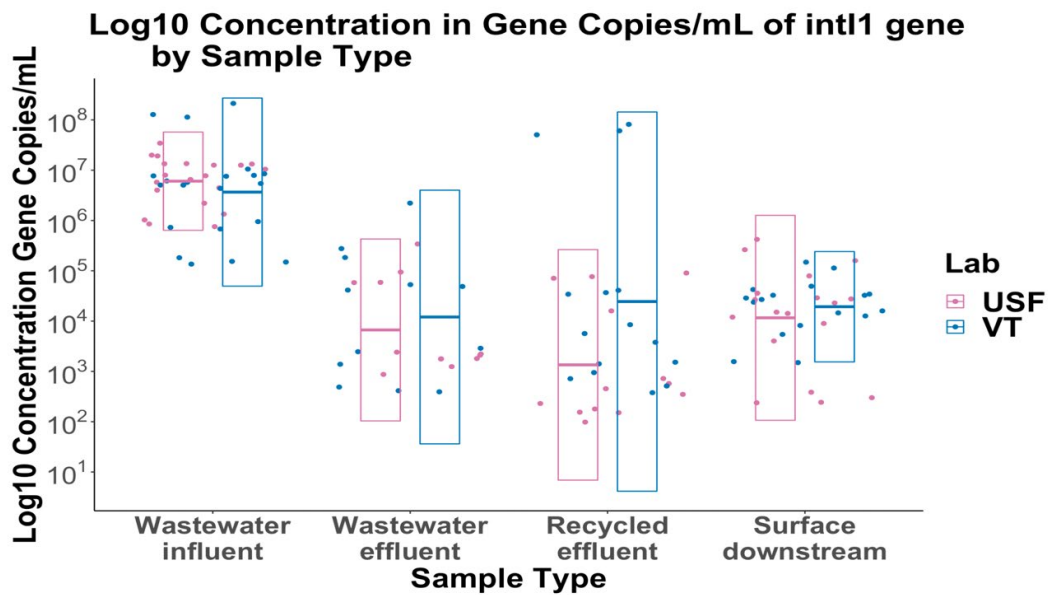 Log10 Concentration in Gene Copies/mL of intI1 gene
by Sample Type
Log10 Concentration Gene Copies/mL
10⁸
10⁷
10⁶
10⁵
10⁴
10³
10²
10¹
Wastewater
influent
Wastewater
effluent
Recycled
effluent
Surface
downstream
Sample Type
Lab
USF
VT